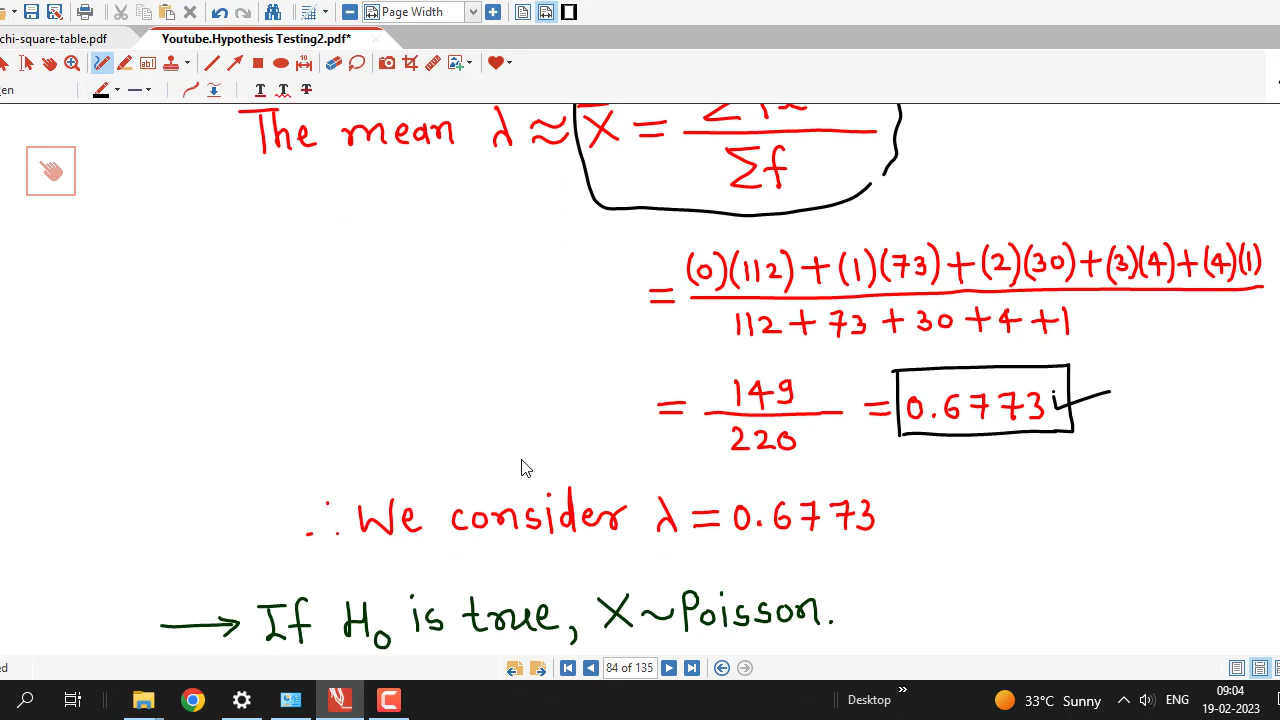 Page Width
chi-square-table.pdf
Youtube.Hypothesis Testing2.pdf*
en
The mean λ ≈ X̄ = Σfx / Σf
= (0)(112) + (1)(73) + (2)(30) + (3)(4) + (4)(1) / 112 + 73 + 30 + 4 + 1
= 149 / 220 = 0.6773
∴ We consider λ = 0.6773
→ If H₀ is true, X ~ Poisson.
ed
84 of 135
Desktop
»
33°C Sunny
ENG
09:04
19-02-2023